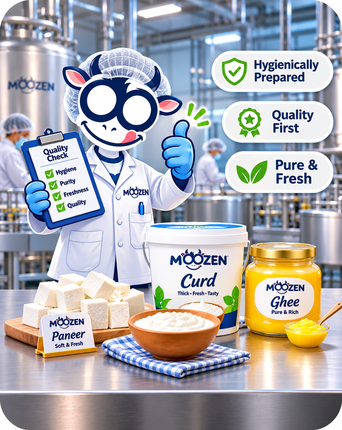 MOOZEN
Hygienically
Prepared
Quality
First
Pure &
Fresh
Quality
Check
Hygiene
Purity
Freshness
Quality
MOOZEN
MOOZEN
Curd
Thick • Fresh • Tasty
MOOZEN
Ghee
Pure & Rich
MOOZEN
Paneer
Soft & Fresh